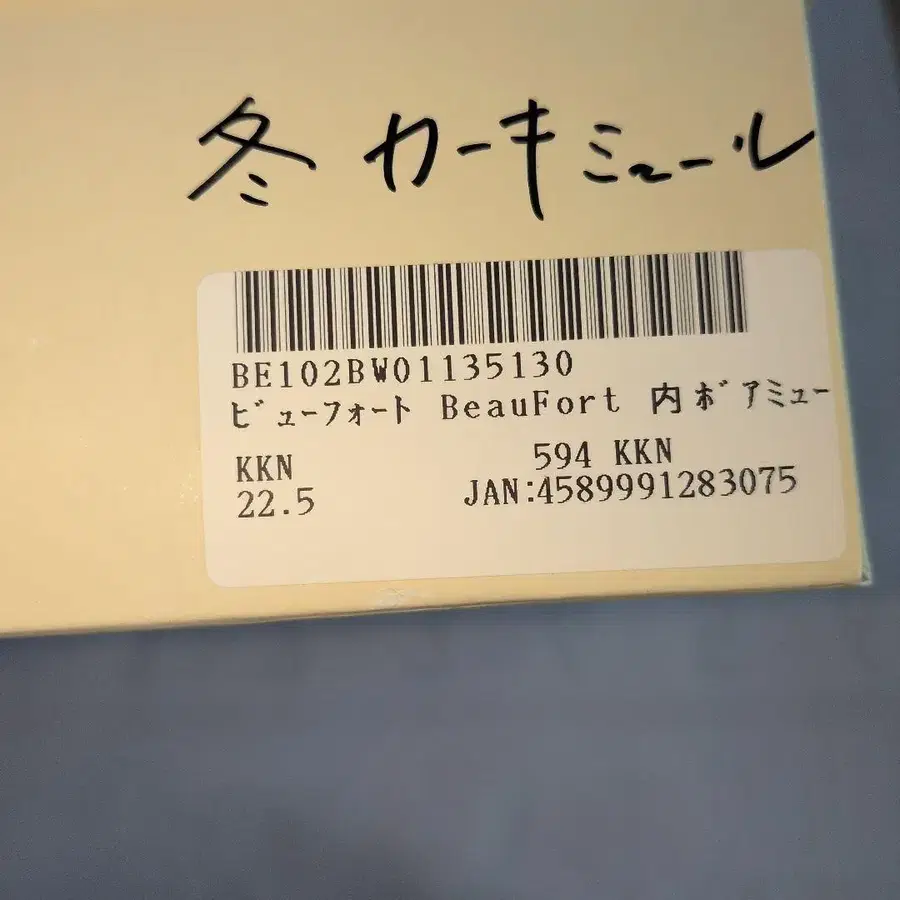 冬 カーキ ミュール
BE102BW01135130
ビューフォート BeauFort 内ボアミュー
KKN 594 KKN
22.5 JAN:4589991283075